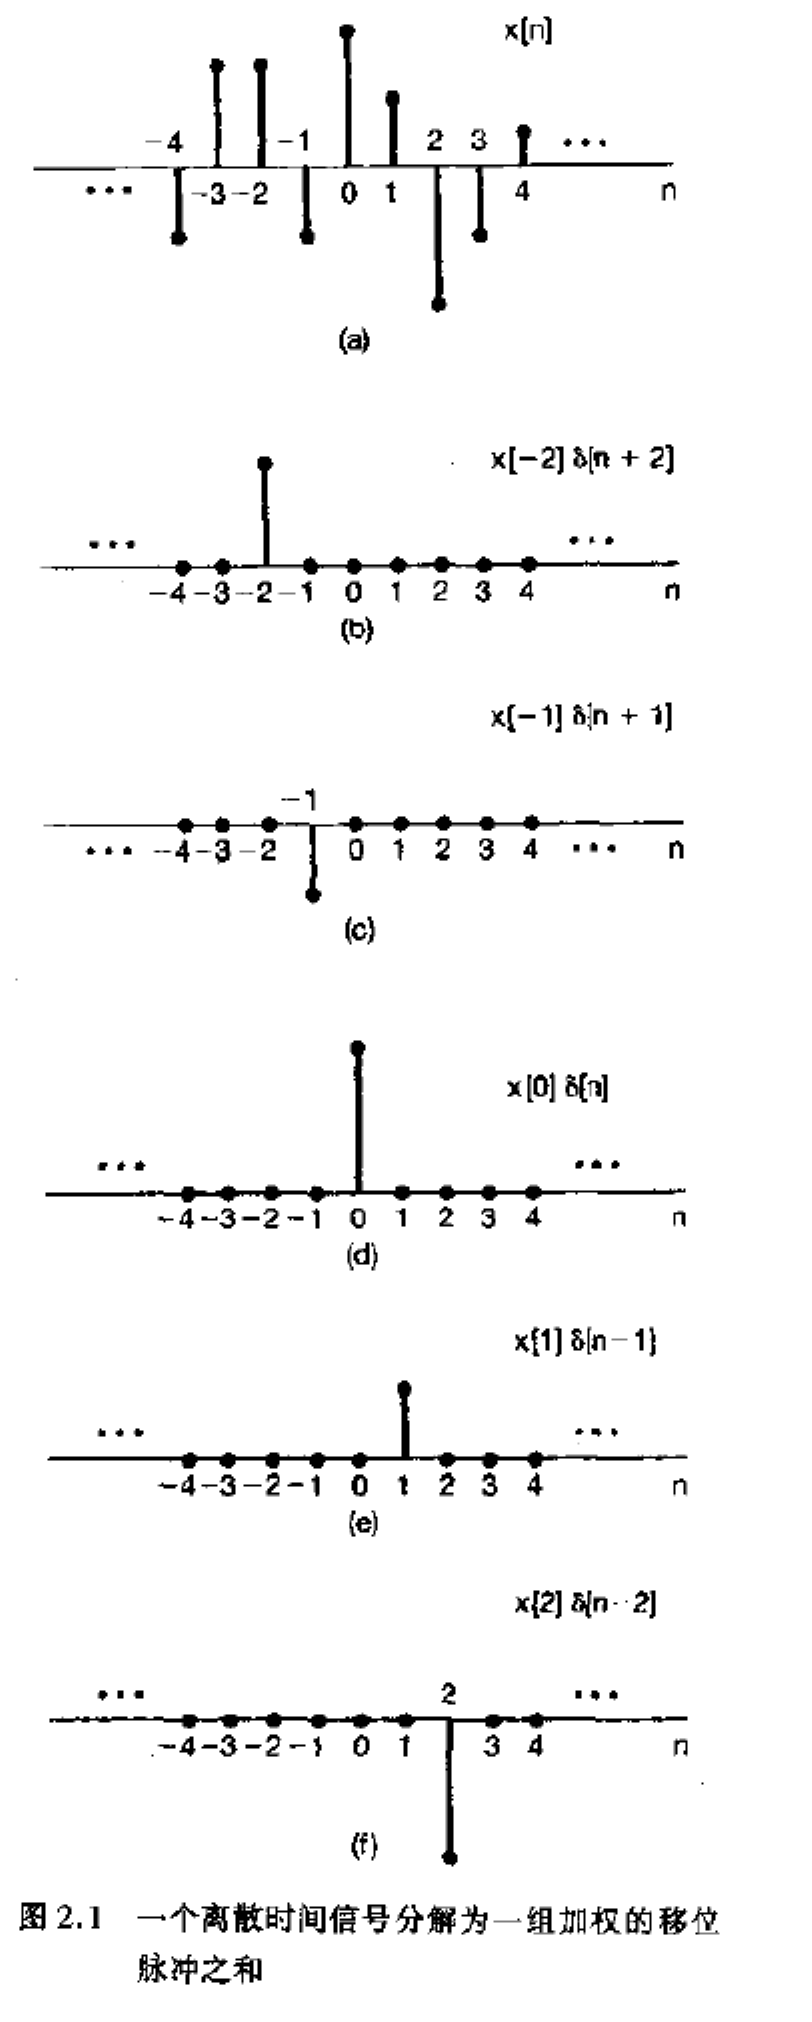 x[n]
−4 −1 2 3 ...
... −3 −2 0 1 4 n
(a)
x[−2] δ[n + 2]
... ...
−4 −3 −2 −1 0 1 2 3 4 n
(b)
x[−1] δ[n + 1]
−1
... −4 −3 −2 0 1 2 3 4 ... n
(c)
x[0] δ[n]
... ...
−4 −3 −2 −1 0 1 2 3 4 n
(d)
x[1] δ[n−1]
... ...
−4 −3 −2 −1 0 1 2 3 4 n
(e)
x[2] δ[n−2]
... 2 ...
−4 −3 −2 −1 0 1 3 4 n
(f)
图 2.1 一个离散时间信号分解为一组加权的移位
脉冲之和